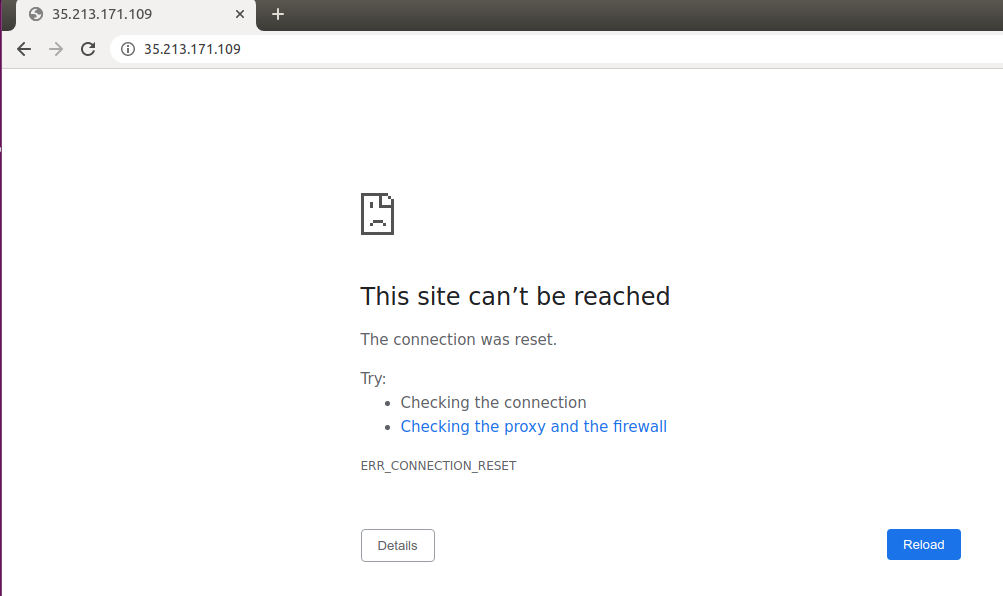 35.213.171.109
35.213.171.109
This site can’t be reached
The connection was reset.
Try:
Checking the connection
Checking the proxy and the firewall
ERR_CONNECTION_RESET
Details Reload